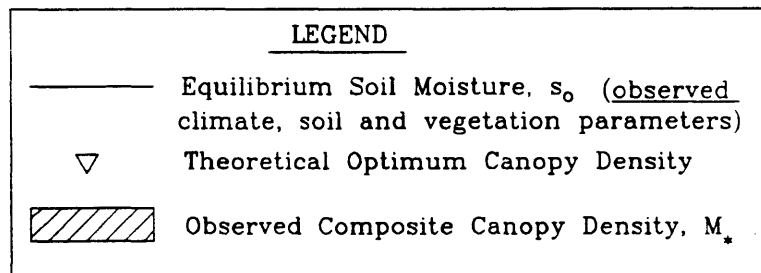 LEGEND
Equilibrium Soil Moisture, s₀ (observed
climate, soil and vegetation parameters)
Theoretical Optimum Canopy Density
Observed Composite Canopy Density, M*